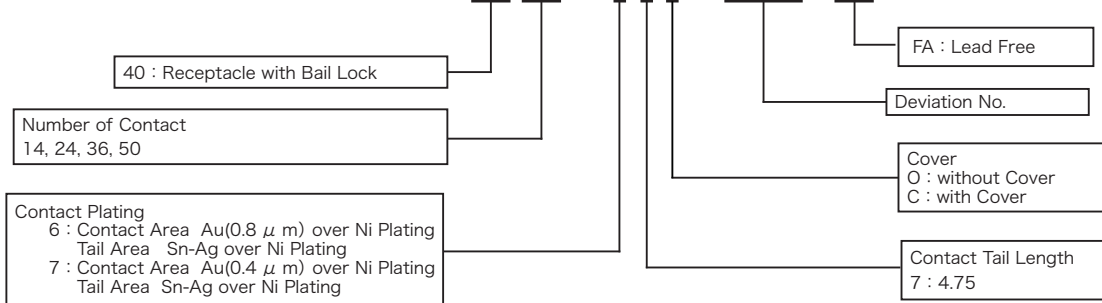 40 : Receptacle with Bail Lock
Number of Contact
14, 24, 36, 50
Contact Plating
6 : Contact Area Au(0.8 μ m) over Ni Plating
Tail Area Sn-Ag over Ni Plating
7 : Contact Area Au(0.4 μ m) over Ni Plating
Tail Area Sn-Ag over Ni Plating
FA : Lead Free
Deviation No.
Cover
O : without Cover
C : with Cover
Contact Tail Length
7 : 4.75